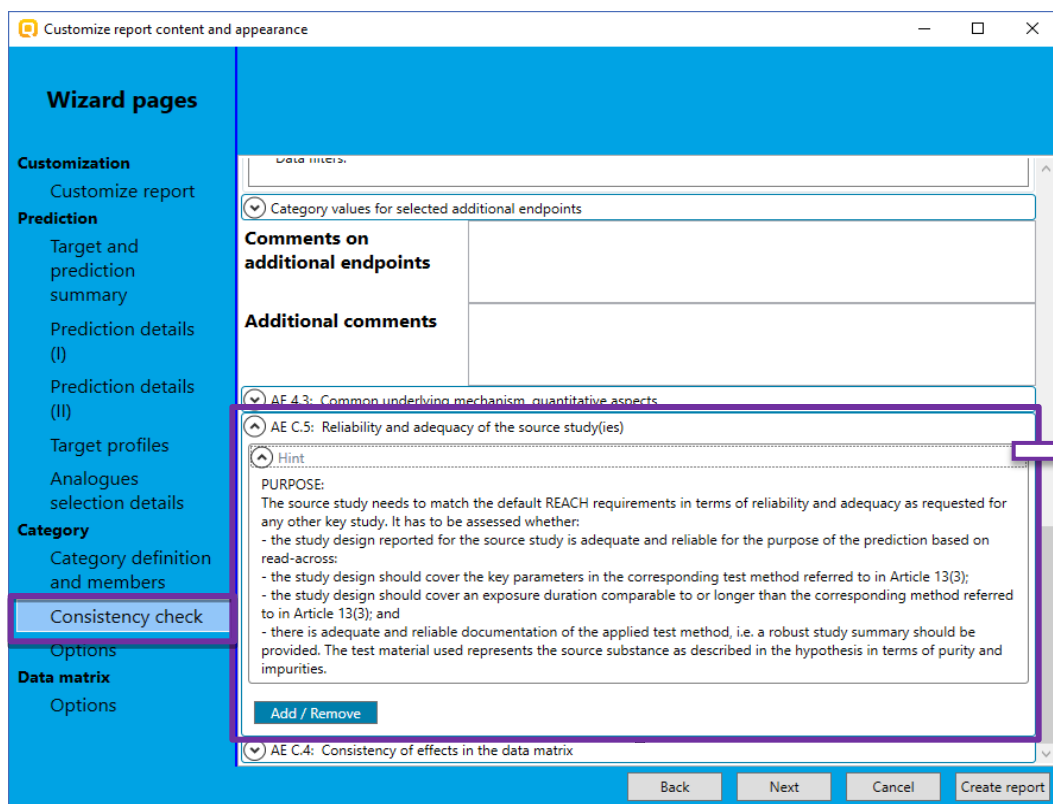 Customize report content and appearance
Wizard pages
Customization
Customize report
Prediction
Target and
prediction
summary
Prediction details
(I)
Prediction details
(II)
Target profiles
Analogues
selection details
Category
Category definition
and members
Consistency check
Options
Data matrix
Options
Data filters:
Category values for selected additional endpoints
Comments on
additional endpoints
Additional comments
AE 4.3: Common underlying mechanism, quantitative aspects
AE C.5: Reliability and adequacy of the source study(ies)
Hint
PURPOSE:
The source study needs to match the default REACH requirements in terms of reliability and adequacy as requested for
any other key study. It has to be assessed whether:
- the study design reported for the source study is adequate and reliable for the purpose of the prediction based on
read-across:
- the study design should cover the key parameters in the corresponding test method referred to in Article 13(3);
- the study design should cover an exposure duration comparable to or longer than the corresponding method referred
to in Article 13(3); and
- there is adequate and reliable documentation of the applied test method, i.e. a robust study summary should be
provided. The test material used represents the source substance as described in the hypothesis in terms of purity and
impurities.
Add / Remove
AE C.4: Consistency of effects in the data matrix
Back
Next
Cancel
Create report